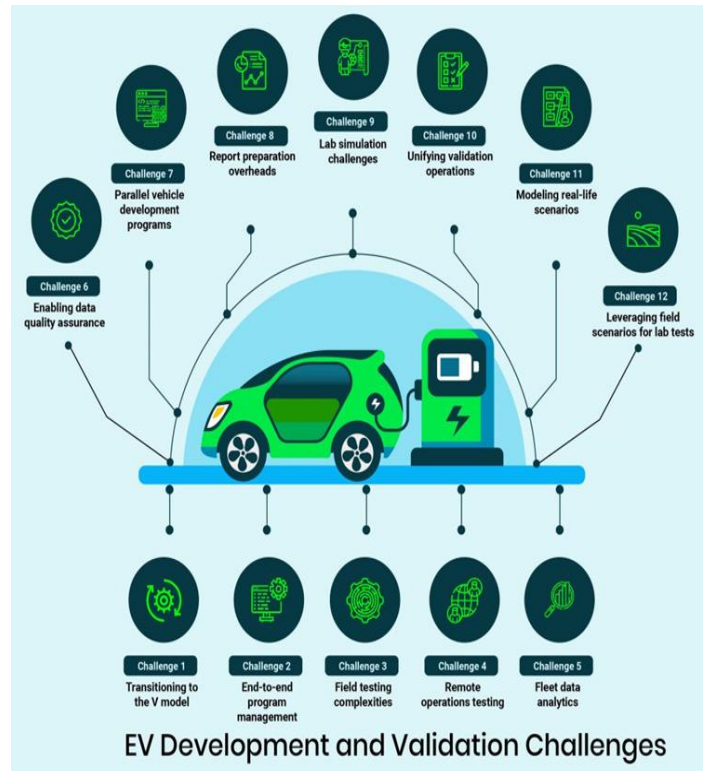 Challenge 9
Lab simulation
challenges
Challenge 8
Report preparation
overheads
Challenge 10
Unifying validation
operations
Challenge 7
Parallel vehicle
development
programs
Challenge 11
Modeling real-life
scenarios
Challenge 6
Enabling data
quality assurance
Challenge 12
Leveraging field
scenarios for lab tests
Challenge 1
Transitioning to
the V model
Challenge 2
End-to-end
program
management
Challenge 3
Field testing
complexities
Challenge 4
Remote
operations testing
Challenge 5
Fleet data
analytics
EV Development and Validation Challenges